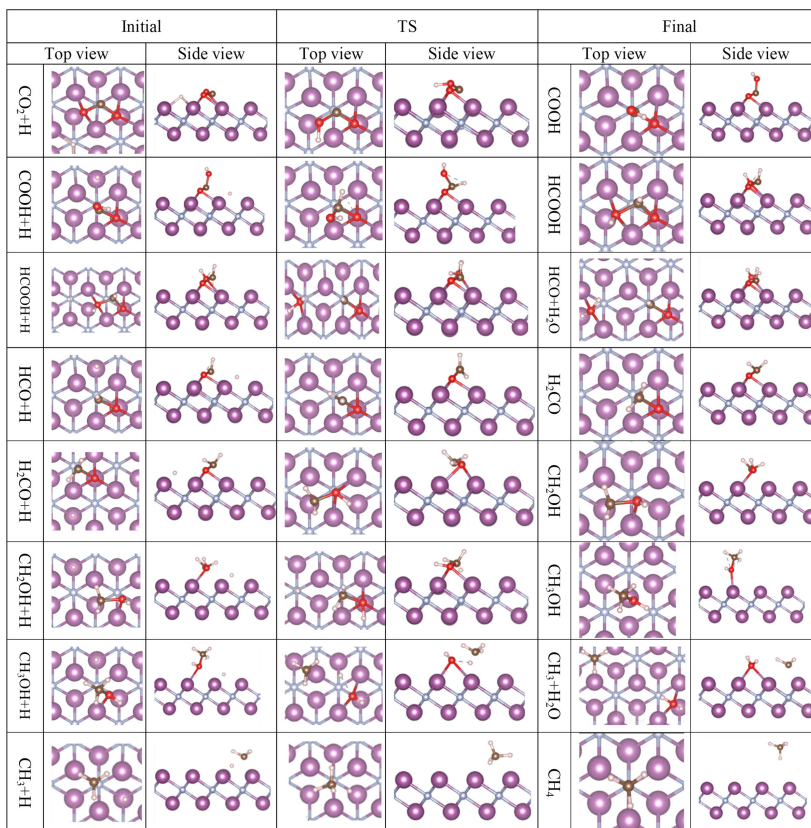 Initial TS Final
Top view Side view Top view Side view Top view Side view
CO₂+H COOH
COOH+H HCOOH
HCOOH+H HCO+H₂O
HCO+H H₂CO
H₂CO+H CH₂OH
CH₂OH+H CH₃OH
CH₃OH+H CH₃+H₂O
CH₃+H CH₄